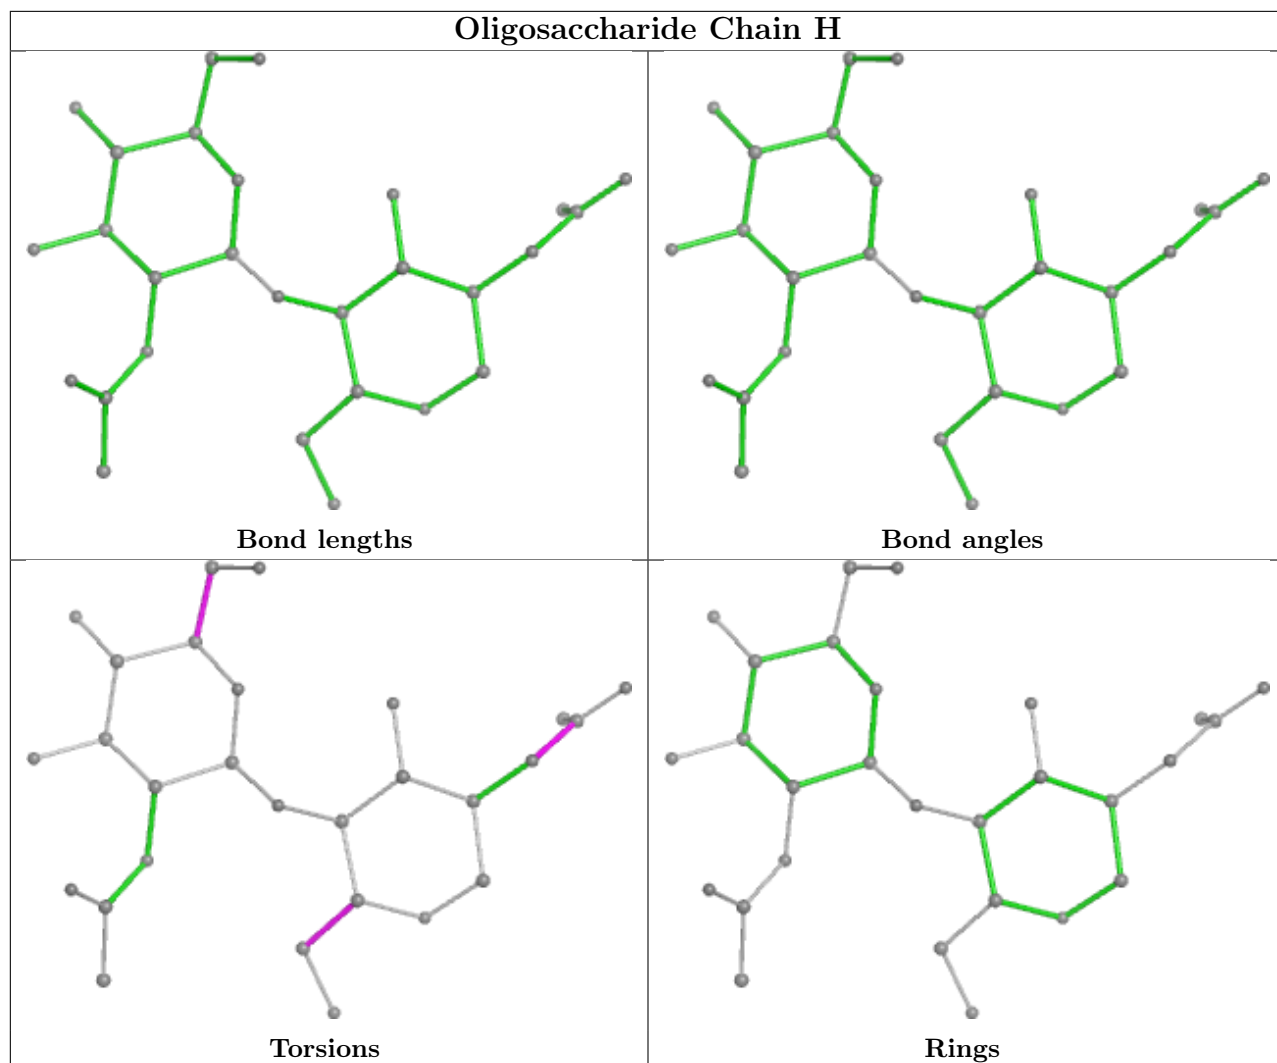 Oligosaccharide Chain H
Bond lengths
Bond angles
Torsions
Rings